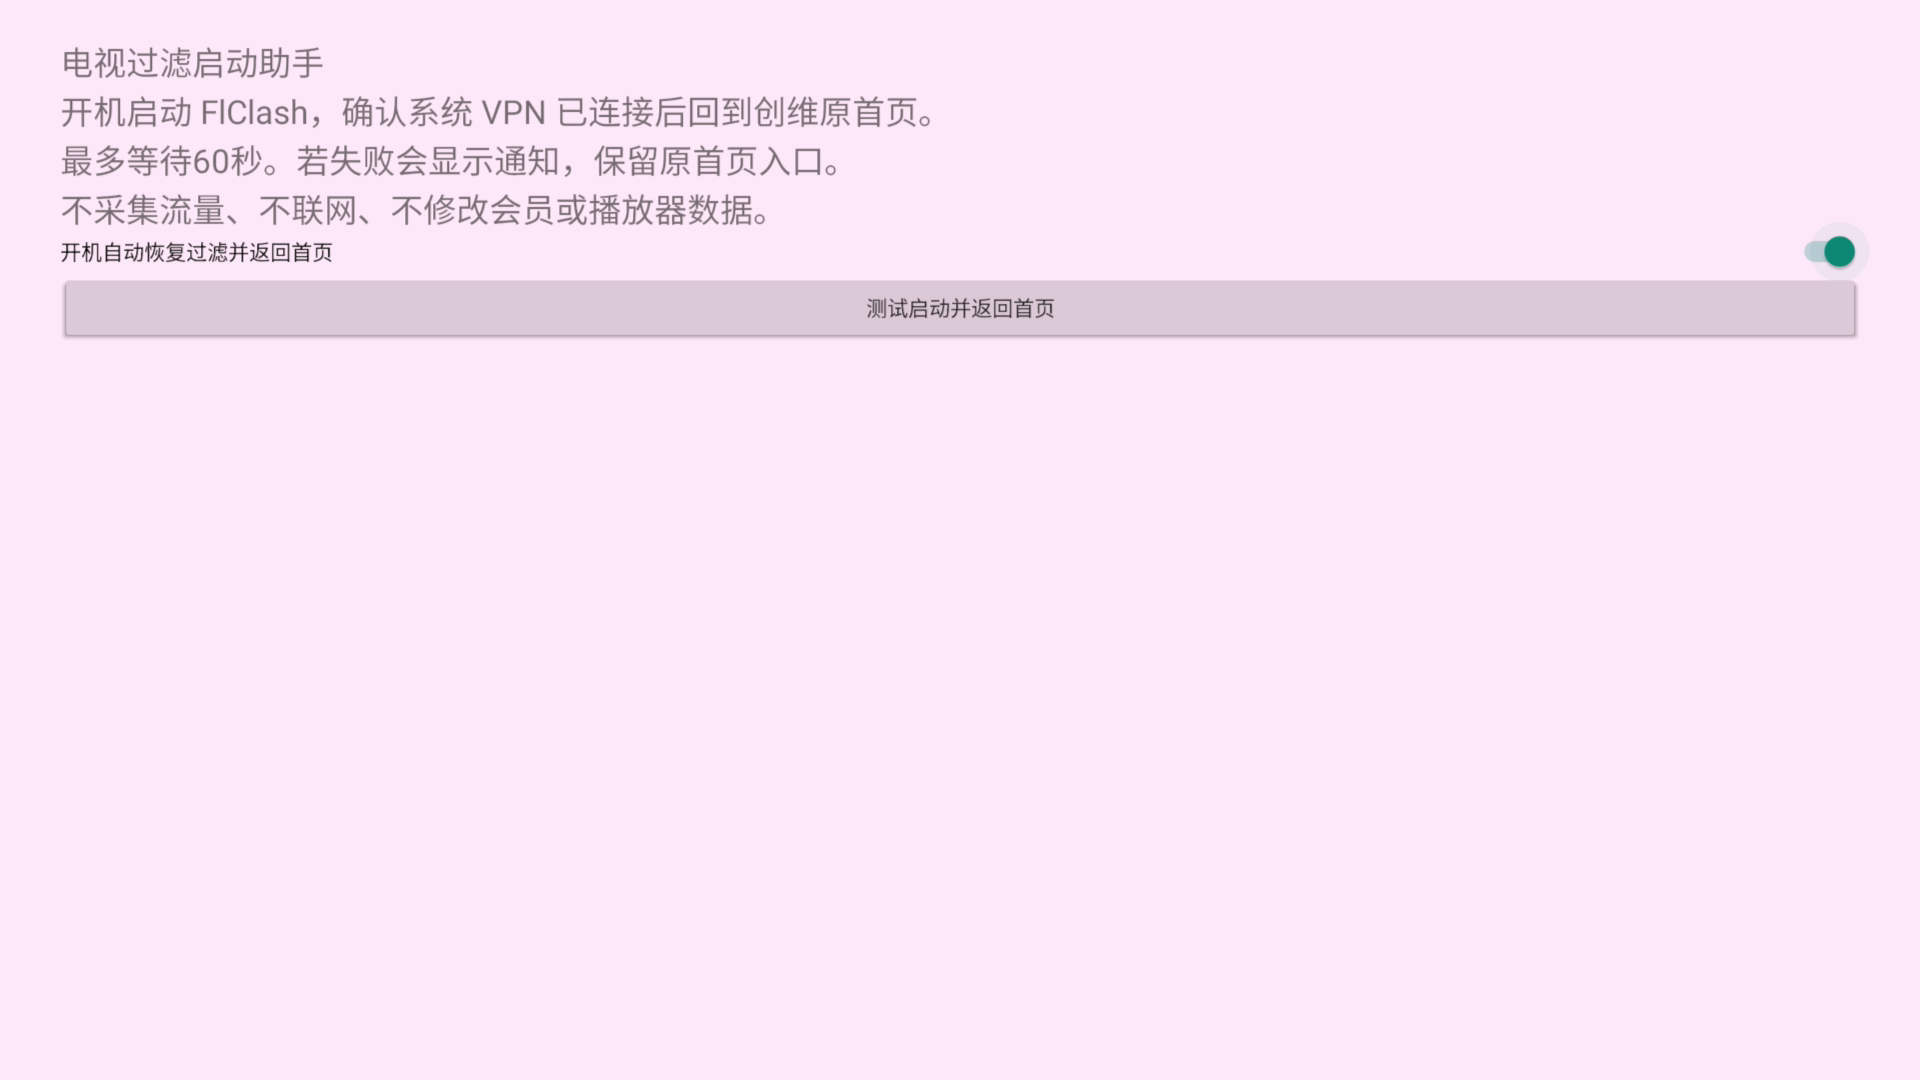 电视过滤启动助手
开机启动 FlClash，确认系统 VPN 已连接后回到创维原首页。
最多等待60秒。若失败会显示通知，保留原首页入口。
不采集流量、不联网、不修改会员或播放器数据。
开机自动恢复过滤并返回首页
测试启动并返回首页